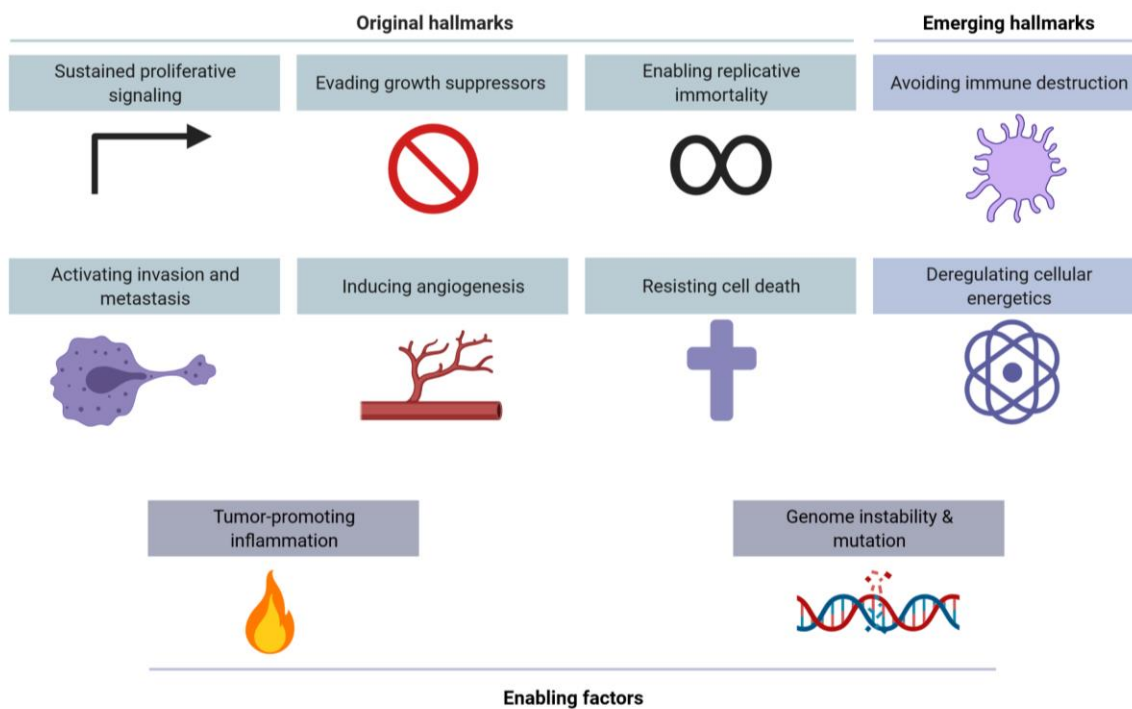 Original hallmarks
Emerging hallmarks
Sustained proliferative
signaling
Evading growth suppressors
Enabling replicative
immortality
Avoiding immune destruction
Activating invasion and
metastasis
Inducing angiogenesis
Resisting cell death
Deregulating cellular
energetics
Tumor-promoting
inflammation
Genome instability &
mutation
Enabling factors